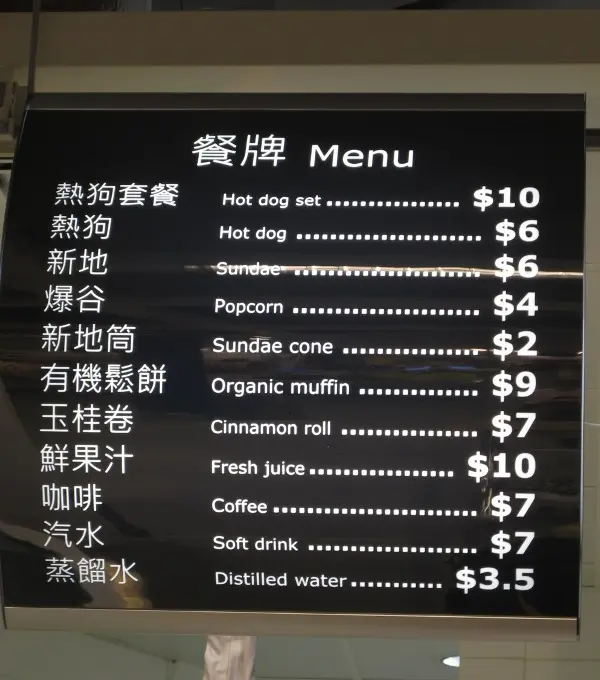 餐牌 Menu
熱狗套餐 Hot dog set ................ $10
熱狗 Hot dog ...................... $6
新地 Sundae ...................... $6
爆谷 Popcorn ...................... $4
新地筒 Sundae cone ................ $2
有機鬆餅 Organic muffin .............. $9
玉桂卷 Cinnamon roll ................ $7
鮮果汁 Fresh juice ................. $10
咖啡 Coffee ........................ $7
汽水 Soft drink .................... $7
蒸餾水 Distilled water ........... $3.5